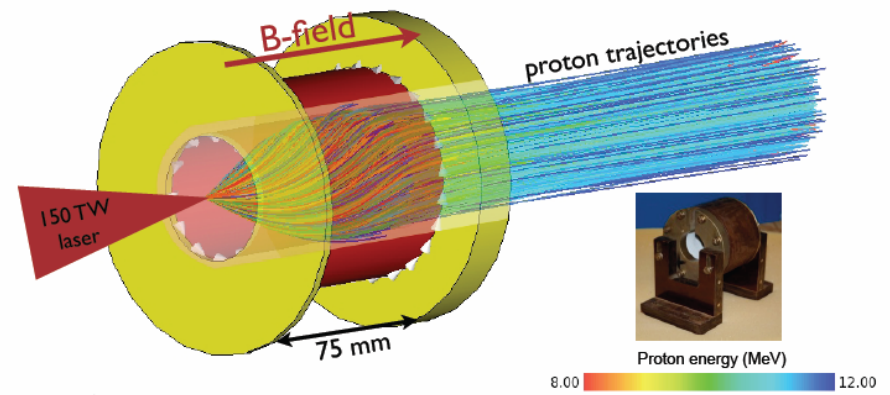 B-field
proton trajectories
150 TW
laser
75 mm
Proton energy (MeV)
8.00
12.00